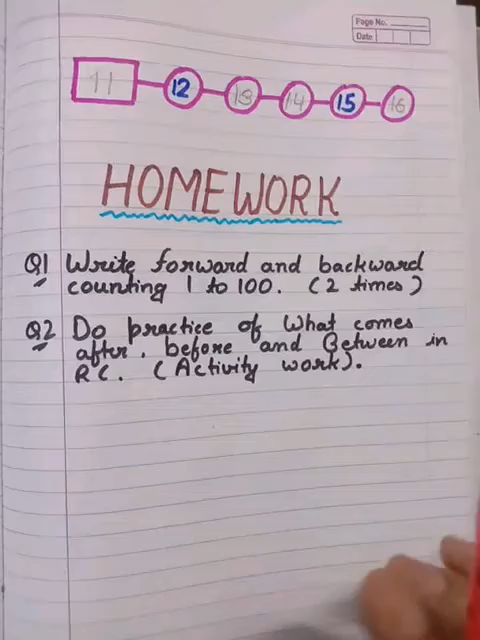 Page No.
Date
11 12 13 14 15 16
HOMEWORK
Q1 Write forward and backward
counting 1 to 100. (2 times)
Q2 Do practice of What comes
after, before and Between in
RC. (Activity work).